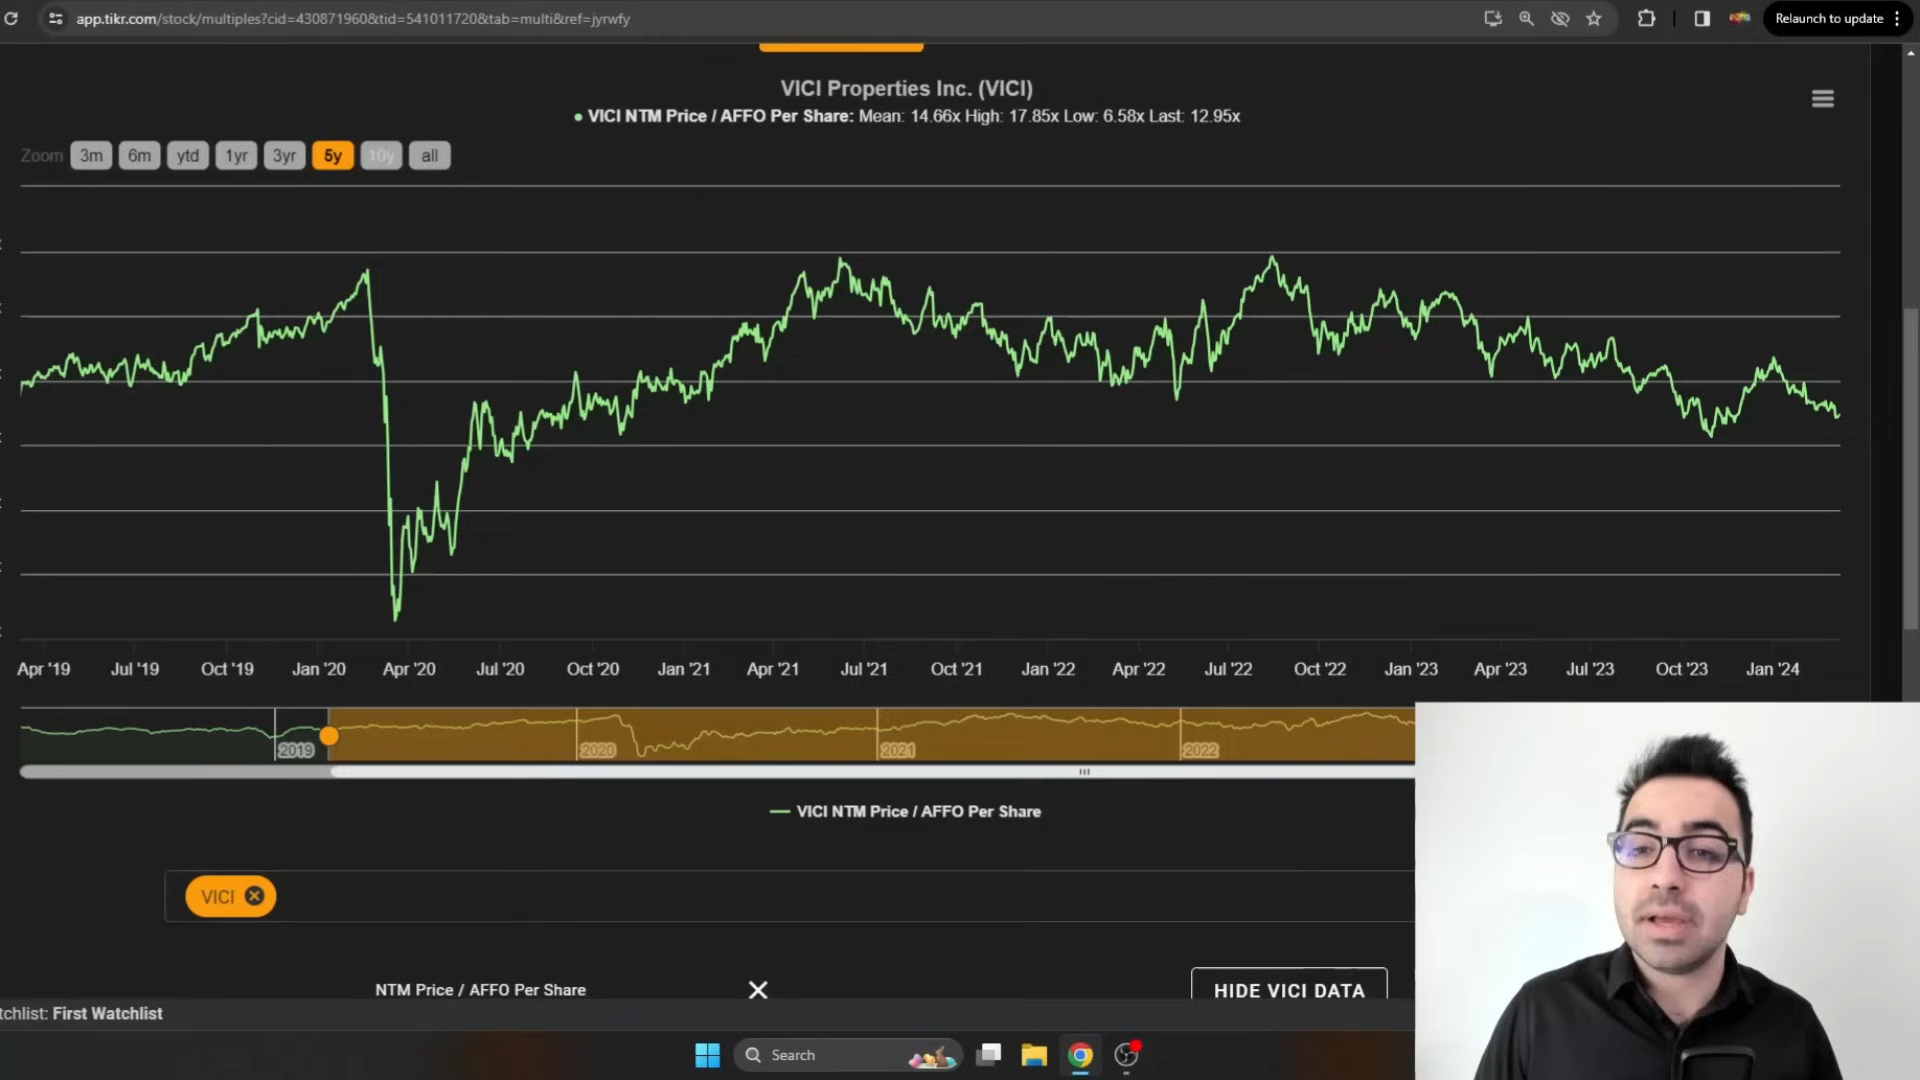 app.tikr.com/stock/multiples?cid=430871960&tid=541011720&tab=multi&ref=jyrwfy
Relaunch to update
VICI Properties Inc. (VICI)
VICI NTM Price / AFFO Per Share: Mean: 14.66x High: 17.85x Low: 6.58x Last: 12.95x
Zoom 3m 6m ytd 1yr 3yr 5y 10y all
Apr '19 Jul '19 Oct '19 Jan '20 Apr '20 Jul '20 Oct '20 Jan '21 Apr '21 Jul '21 Oct '21 Jan '22 Apr '22 Jul '22 Oct '22 Jan '23 Apr '23 Jul '23 Oct '23 Jan '24
2019 2020 2021 2022
VICI NTM Price / AFFO Per Share
VICI
NTM Price / AFFO Per Share
HIDE VICI DATA
tchlist: First Watchlist
Search